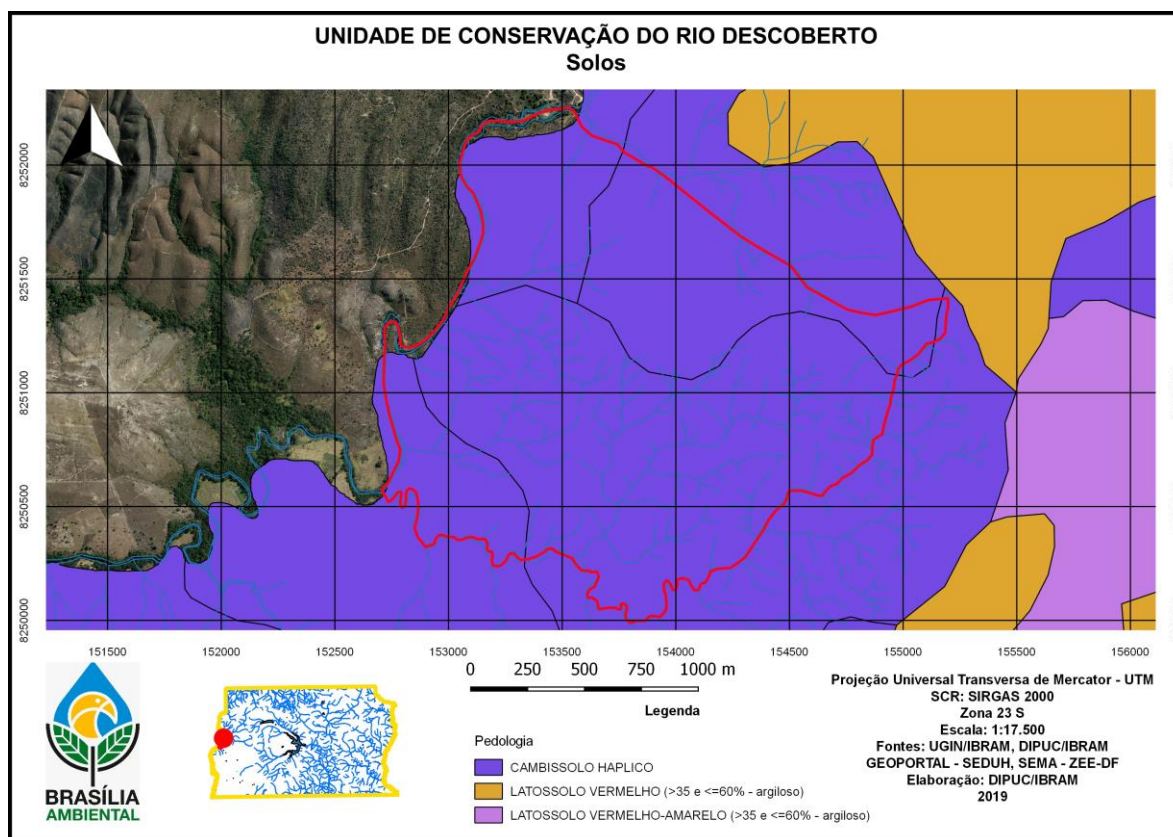 UNIDADE DE CONSERVAÇÃO DO RIO DESCOBERTO
Solos
8252000
8251500
8251000
8250500
8250000
151500 152000 152500 153000 153500 154000 154500 155000 155500 156000
0 250 500 750 1000 m
Legenda
Pedologia
CAMBISSOLO HAPLICO
LATOSSOLO VERMELHO (>35 e <=60% - argiloso)
LATOSSOLO VERMELHO-AMARELO (>35 e <=60% - argiloso)
Projeção Universal Transversa de Mercator - UTM
SCR: SIRGAS 2000
Zona 23 S
Escala: 1:17.500
Fontes: UGIN/IBRAM, DIPUC/IBRAM
GEOPORTAL - SEDUH, SEMA - ZEE-DF
Elaboração: DIPUC/IBRAM
2019
BRASÍLIA
AMBIENTAL